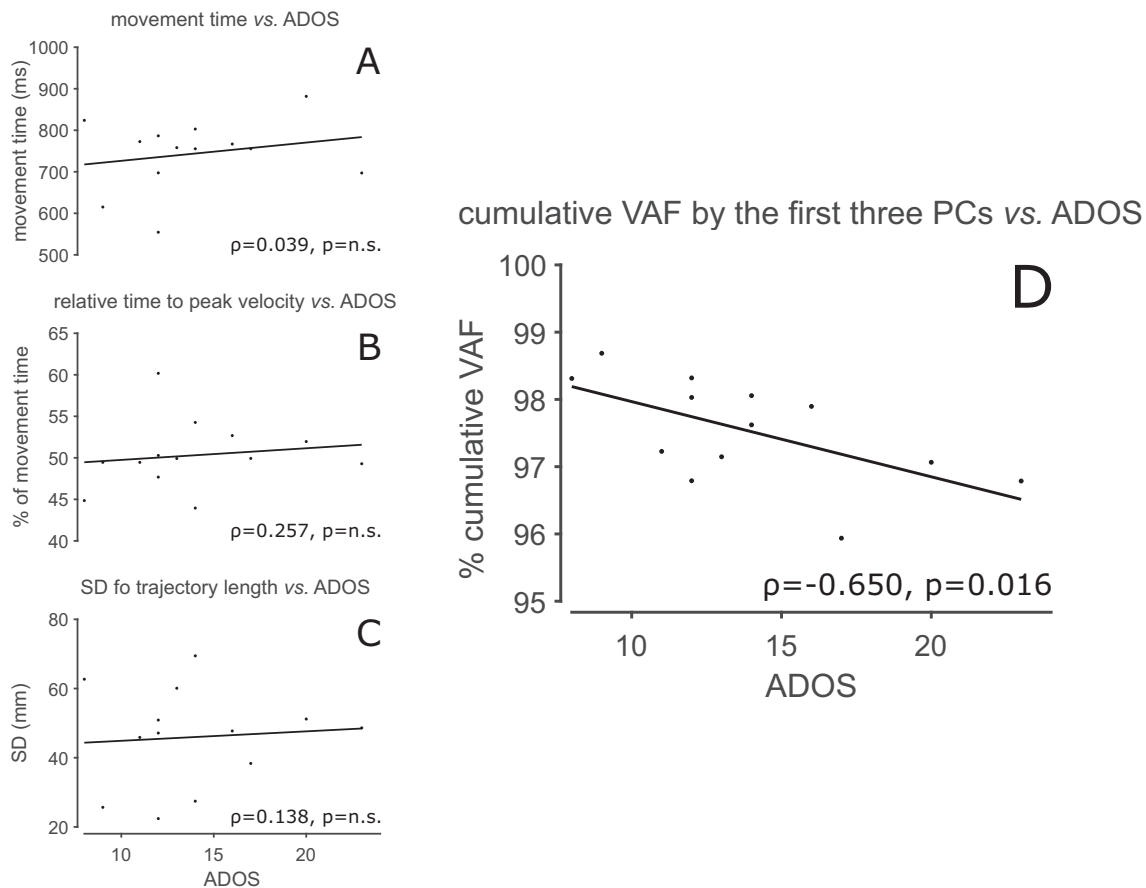 movement time vs. ADOS
A
1000
900
800
700
600
500
movement time (ms)
ρ=0.039, p=n.s.
relative time to peak velocity vs. ADOS
B
65
60
55
50
45
40
% of movement time
ρ=0.257, p=n.s.
SD fo trajectory length vs. ADOS
C
80
60
40
20
SD (mm)
ρ=0.138, p=n.s.
10 15 20
ADOS
cumulative VAF by the first three PCs vs. ADOS
D
100
99
98
97
96
95
% cumulative VAF
ρ=-0.650, p=0.016
10 15 20
ADOS